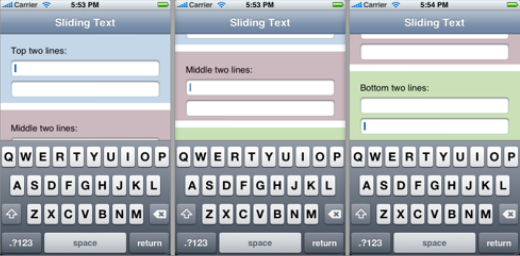 Carrier 5:53 PM
Sliding Text
Top two lines:
Middle two lines:
Q W E R T Y U I O P
A S D F G H J K L
Z X C V B N M
.?123 space return
Carrier 5:53 PM
Sliding Text
Middle two lines:
Q W E R T Y U I O P
A S D F G H J K L
Z X C V B N M
.?123 space return
Carrier 5:54 PM
Sliding Text
Bottom two lines:
Q W E R T Y U I O P
A S D F G H J K L
Z X C V B N M
.?123 space return